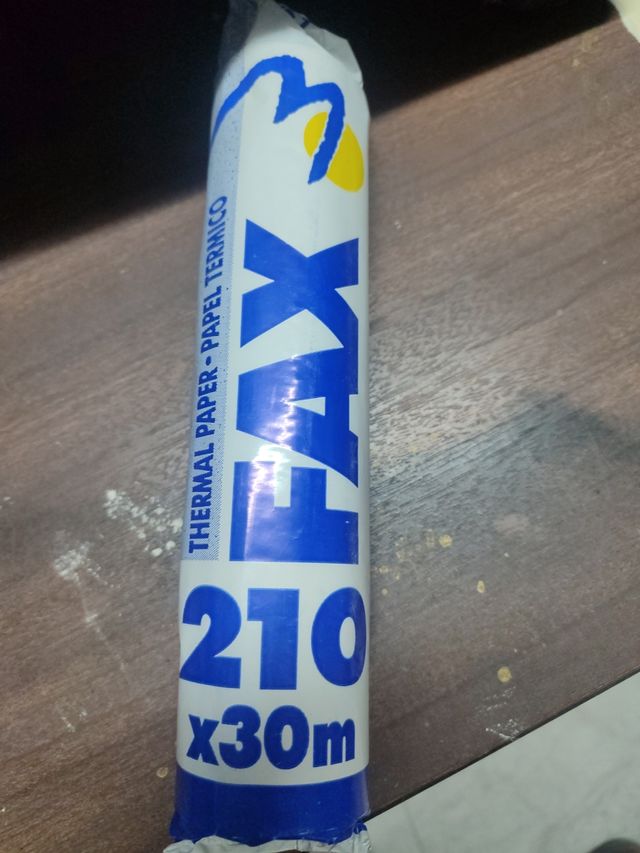 THERMAL PAPER • PAPEL TERMICO
FAX
210
x30m